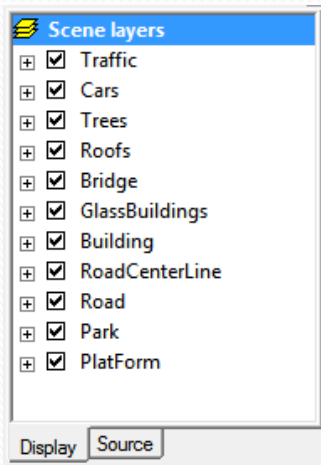 Scene layers
Traffic
Cars
Trees
Roofs
Bridge
GlassBuildings
Building
RoadCenterLine
Road
Park
PlatForm
Display Source